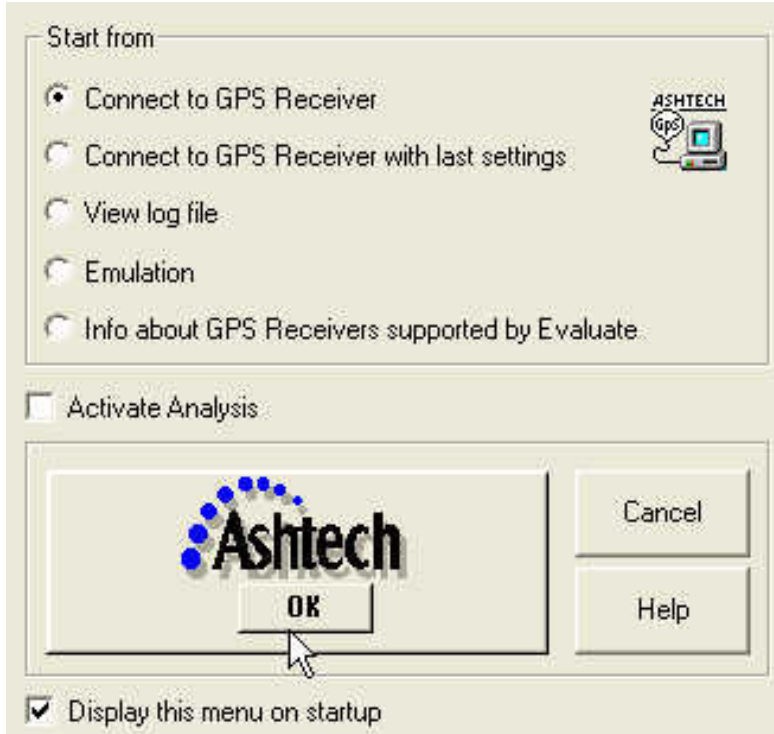 Start from
Connect to GPS Receiver
ASHTECH
GPS
Connect to GPS Receiver with last settings
View log file
Emulation
Info about GPS Receivers supported by Evaluate
Activate Analysis
Ashtech
OK
Cancel
Help
Display this menu on startup